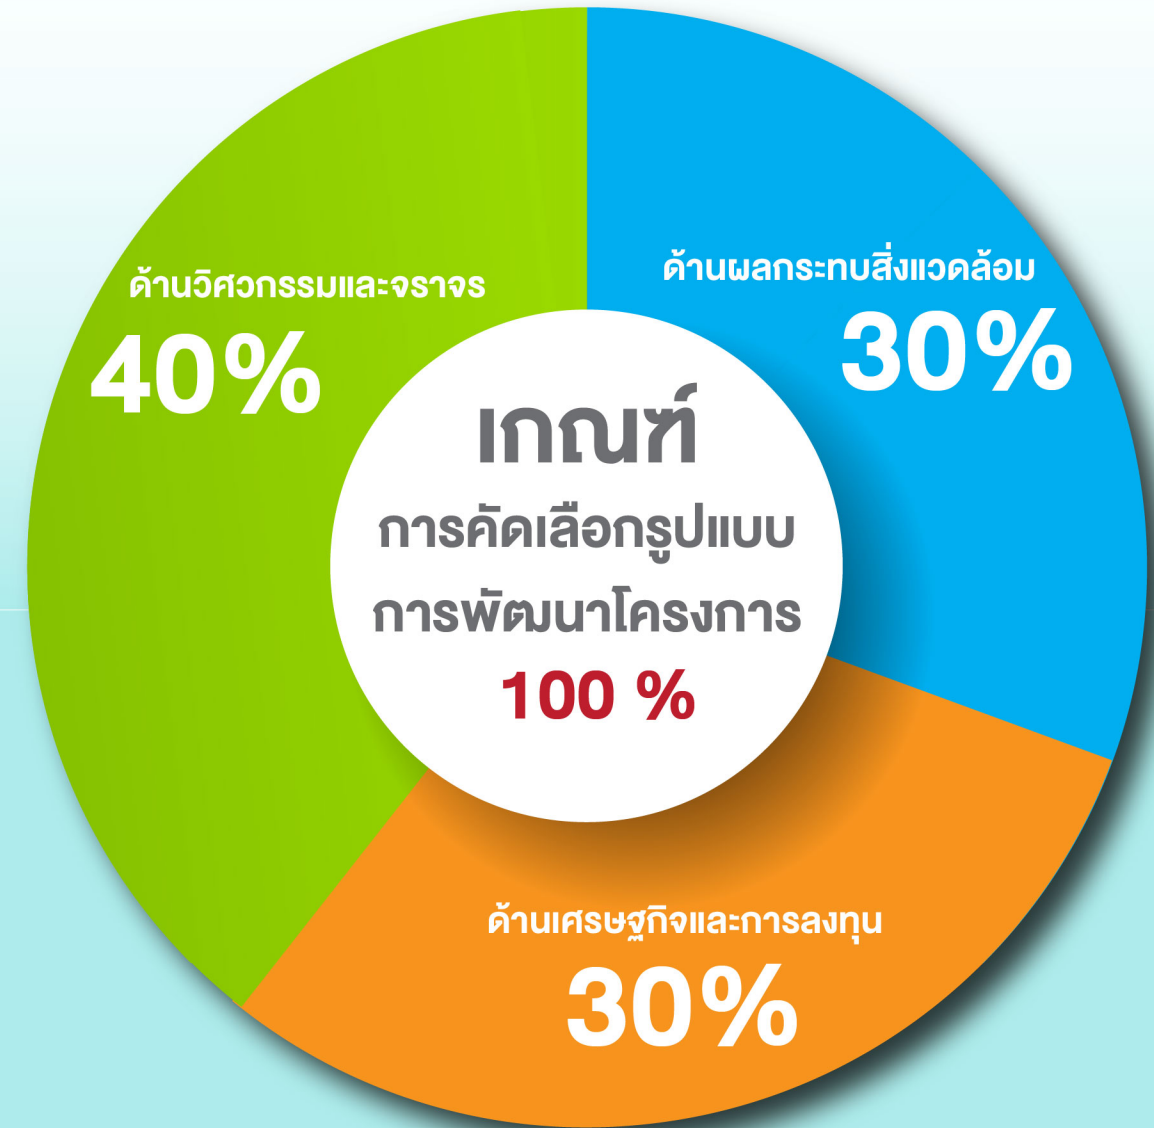 ด้านวิศวกรรมและจราจร
40%
ด้านผลกระทบสิ่งแวดล้อม
30%
เกณฑ์
การคัดเลือกรูปแบบ
การพัฒนาโครงการ
100 %
ด้านเศรษฐกิจและการลงทุน
30%